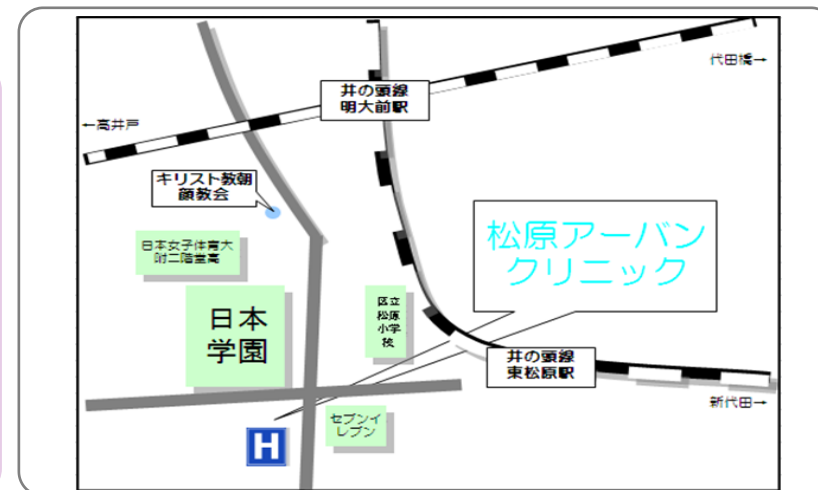 代田橋→
井の頭線
明大前駅
←高井戸
キリスト教朝
顔教会
日本女子体育大
附二階堂高
松原アーバン
クリニック
日本
学園
区立
松原
小学
校
井の頭線
東松原駅
新代田→
セブンイ
レブン
H